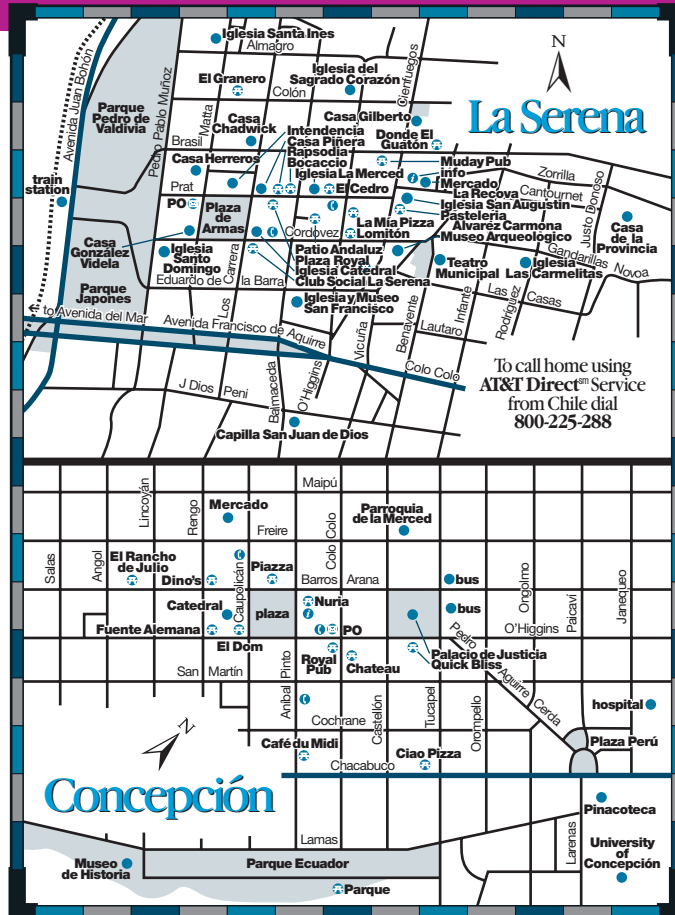 Iglesia Santa Ines
Almagro
N
La Serena
Avenida Juan Bohón
Pedro Pablo Muñoz
Matta
El Granero
Iglesia del
Sagrado Corazón
Colón
Cienfuegos
Parque
Pedro de
Valdivia
Casa
Chadwick
Casa Gilberto
Intendencia
Casa Piñera
Rapsodia
Bocaccio
Iglesia La Merced
El Cedro
Donde El
Guatón
Brasil
Casa Herreros
Muday Pub
info
Mercado
La Recova
Iglesia San Augustin
Pasteleria
Alvarez Carmona
Museo Arqueológico
Zorrilla
Cantournet
Justo Donoso
train
station
Prat
PO
Plaza
de
Armas
Cordovez
La Mia Pizza
Lomitón
Casa
de la
Provincia
Casa
González
Videla
Iglesia
Santo
Domingo
Patio Andaluz
Plaza Royal
Iglesia Catedral
Club Social La Serena
Gandarillas
Teatro
Municipal
Iglesia
Las Carmelitas
Novoa
Eduardo de la Barra
Los Carrera
Parque
Japones
Iglesia y Museo
San Francisco
Las Casas
Infante
Rodríguez
to Avenida del Mar
Avenida Francisco de Aquirre
Vicuña
Benavente
Lautaro
Colo Colo
J Dios Peni
Balmaceda
O'Higgins
Capilla San Juan de Dios
To call home using
AT&T Direct℠ Service
from Chile dial
800-225-288
Maipú
Lincoyán
Rengo
Mercado
Freire
Colo Colo
Parroquia
de la Merced
Salas
Angol
El Rancho
de Julio
Dino's
Caupolicán
Piazza
Barros Arana
bus
Ongolmo
Paicaví
Janequeo
Catedral
plaza
Nuria
bus
Fuente Alemana
PO
O'Higgins
El Dom
Pedro Aguirre Cerda
Palacio de Justicia
Quick Bliss
San Martín
Aníbal Pinto
Royal
Pub
Chateau
Castellón
Tucapel
Orompello
hospital
Cochrane
Café du Midi
Ciao Pizza
Plaza Perú
N
Chacabuco
Concepción
Pinacoteca
Lamas
Larenas
University
of
Concepción
Museo
de Historia
Parque Ecuador
Parque